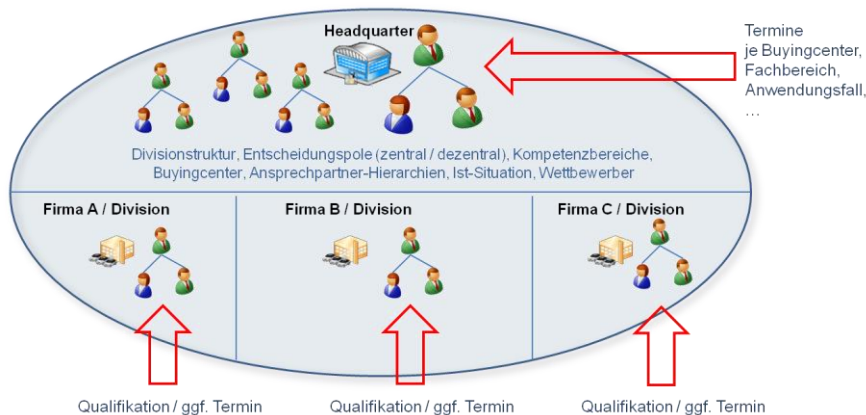 Headquarter
Termine
je Buyingcenter,
Fachbereich,
Anwendungsfall,
...
Divisionstruktur, Entscheidungspole (zentral / dezentral), Kompetenzbereiche,
Buyingcenter, Ansprechpartner-Hierarchien, Ist-Situation, Wettbewerber
Firma A / Division
Firma B / Division
Firma C / Division
Qualifikation / ggf. Termin
Qualifikation / ggf. Termin
Qualifikation / ggf. Termin